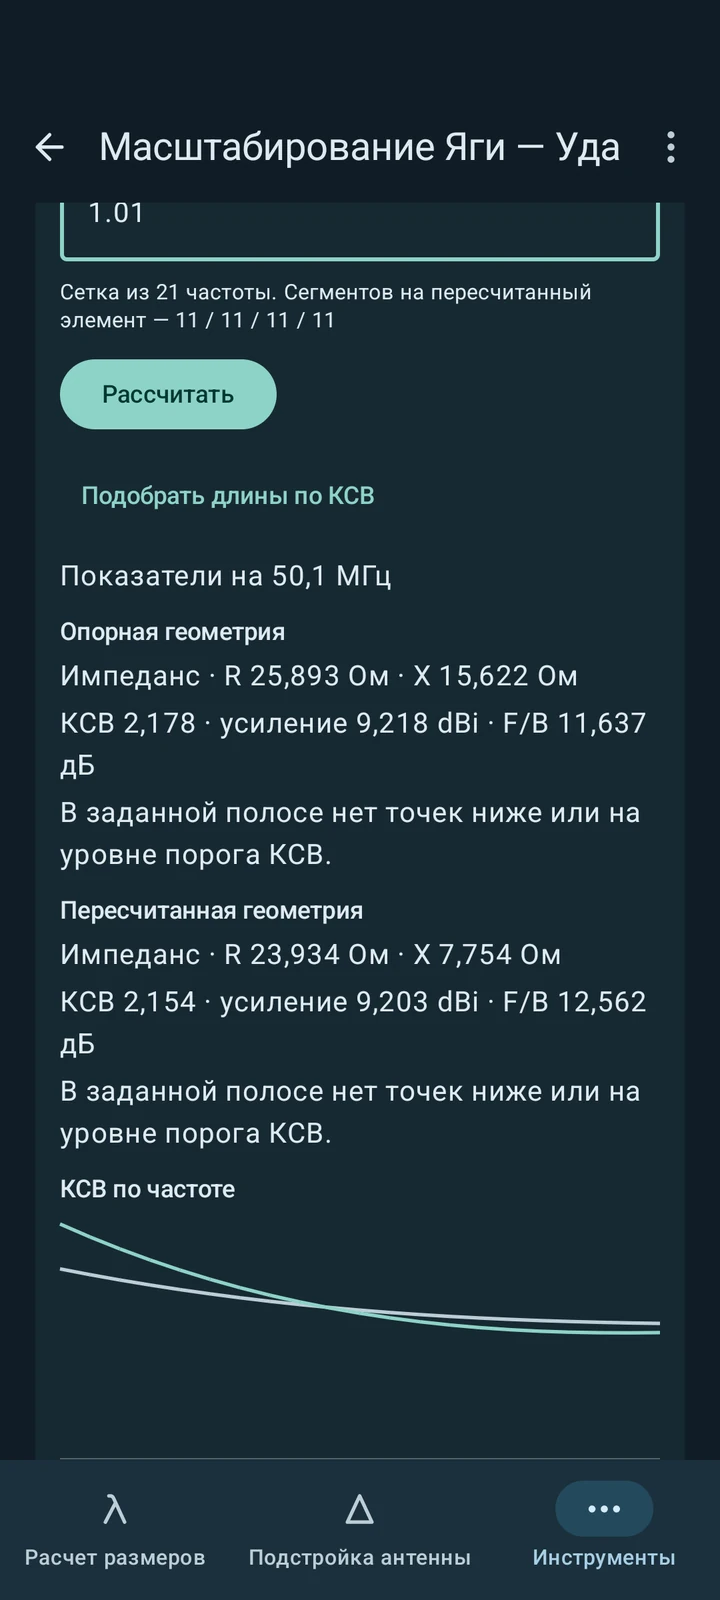 Масштабирование Яги — Уда
1.01
Сетка из 21 частоты. Сегментов на пересчитанный
элемент — 11 / 11 / 11 / 11
Рассчитать
Подобрать длины по КСВ
Показатели на 50,1 МГц
Опорная геометрия
Импеданс · R 25,893 Ом · X 15,622 Ом
КСВ 2,178 · усиление 9,218 dBi · F/B 11,637
дБ
В заданной полосе нет точек ниже или на
уровне порога КСВ.
Пересчитанная геометрия
Импеданс · R 23,934 Ом · X 7,754 Ом
КСВ 2,154 · усиление 9,203 dBi · F/B 12,562
дБ
В заданной полосе нет точек ниже или на
уровне порога КСВ.
КСВ по частоте
λ
Расчет размеров
Подстройка антенны
Инструменты